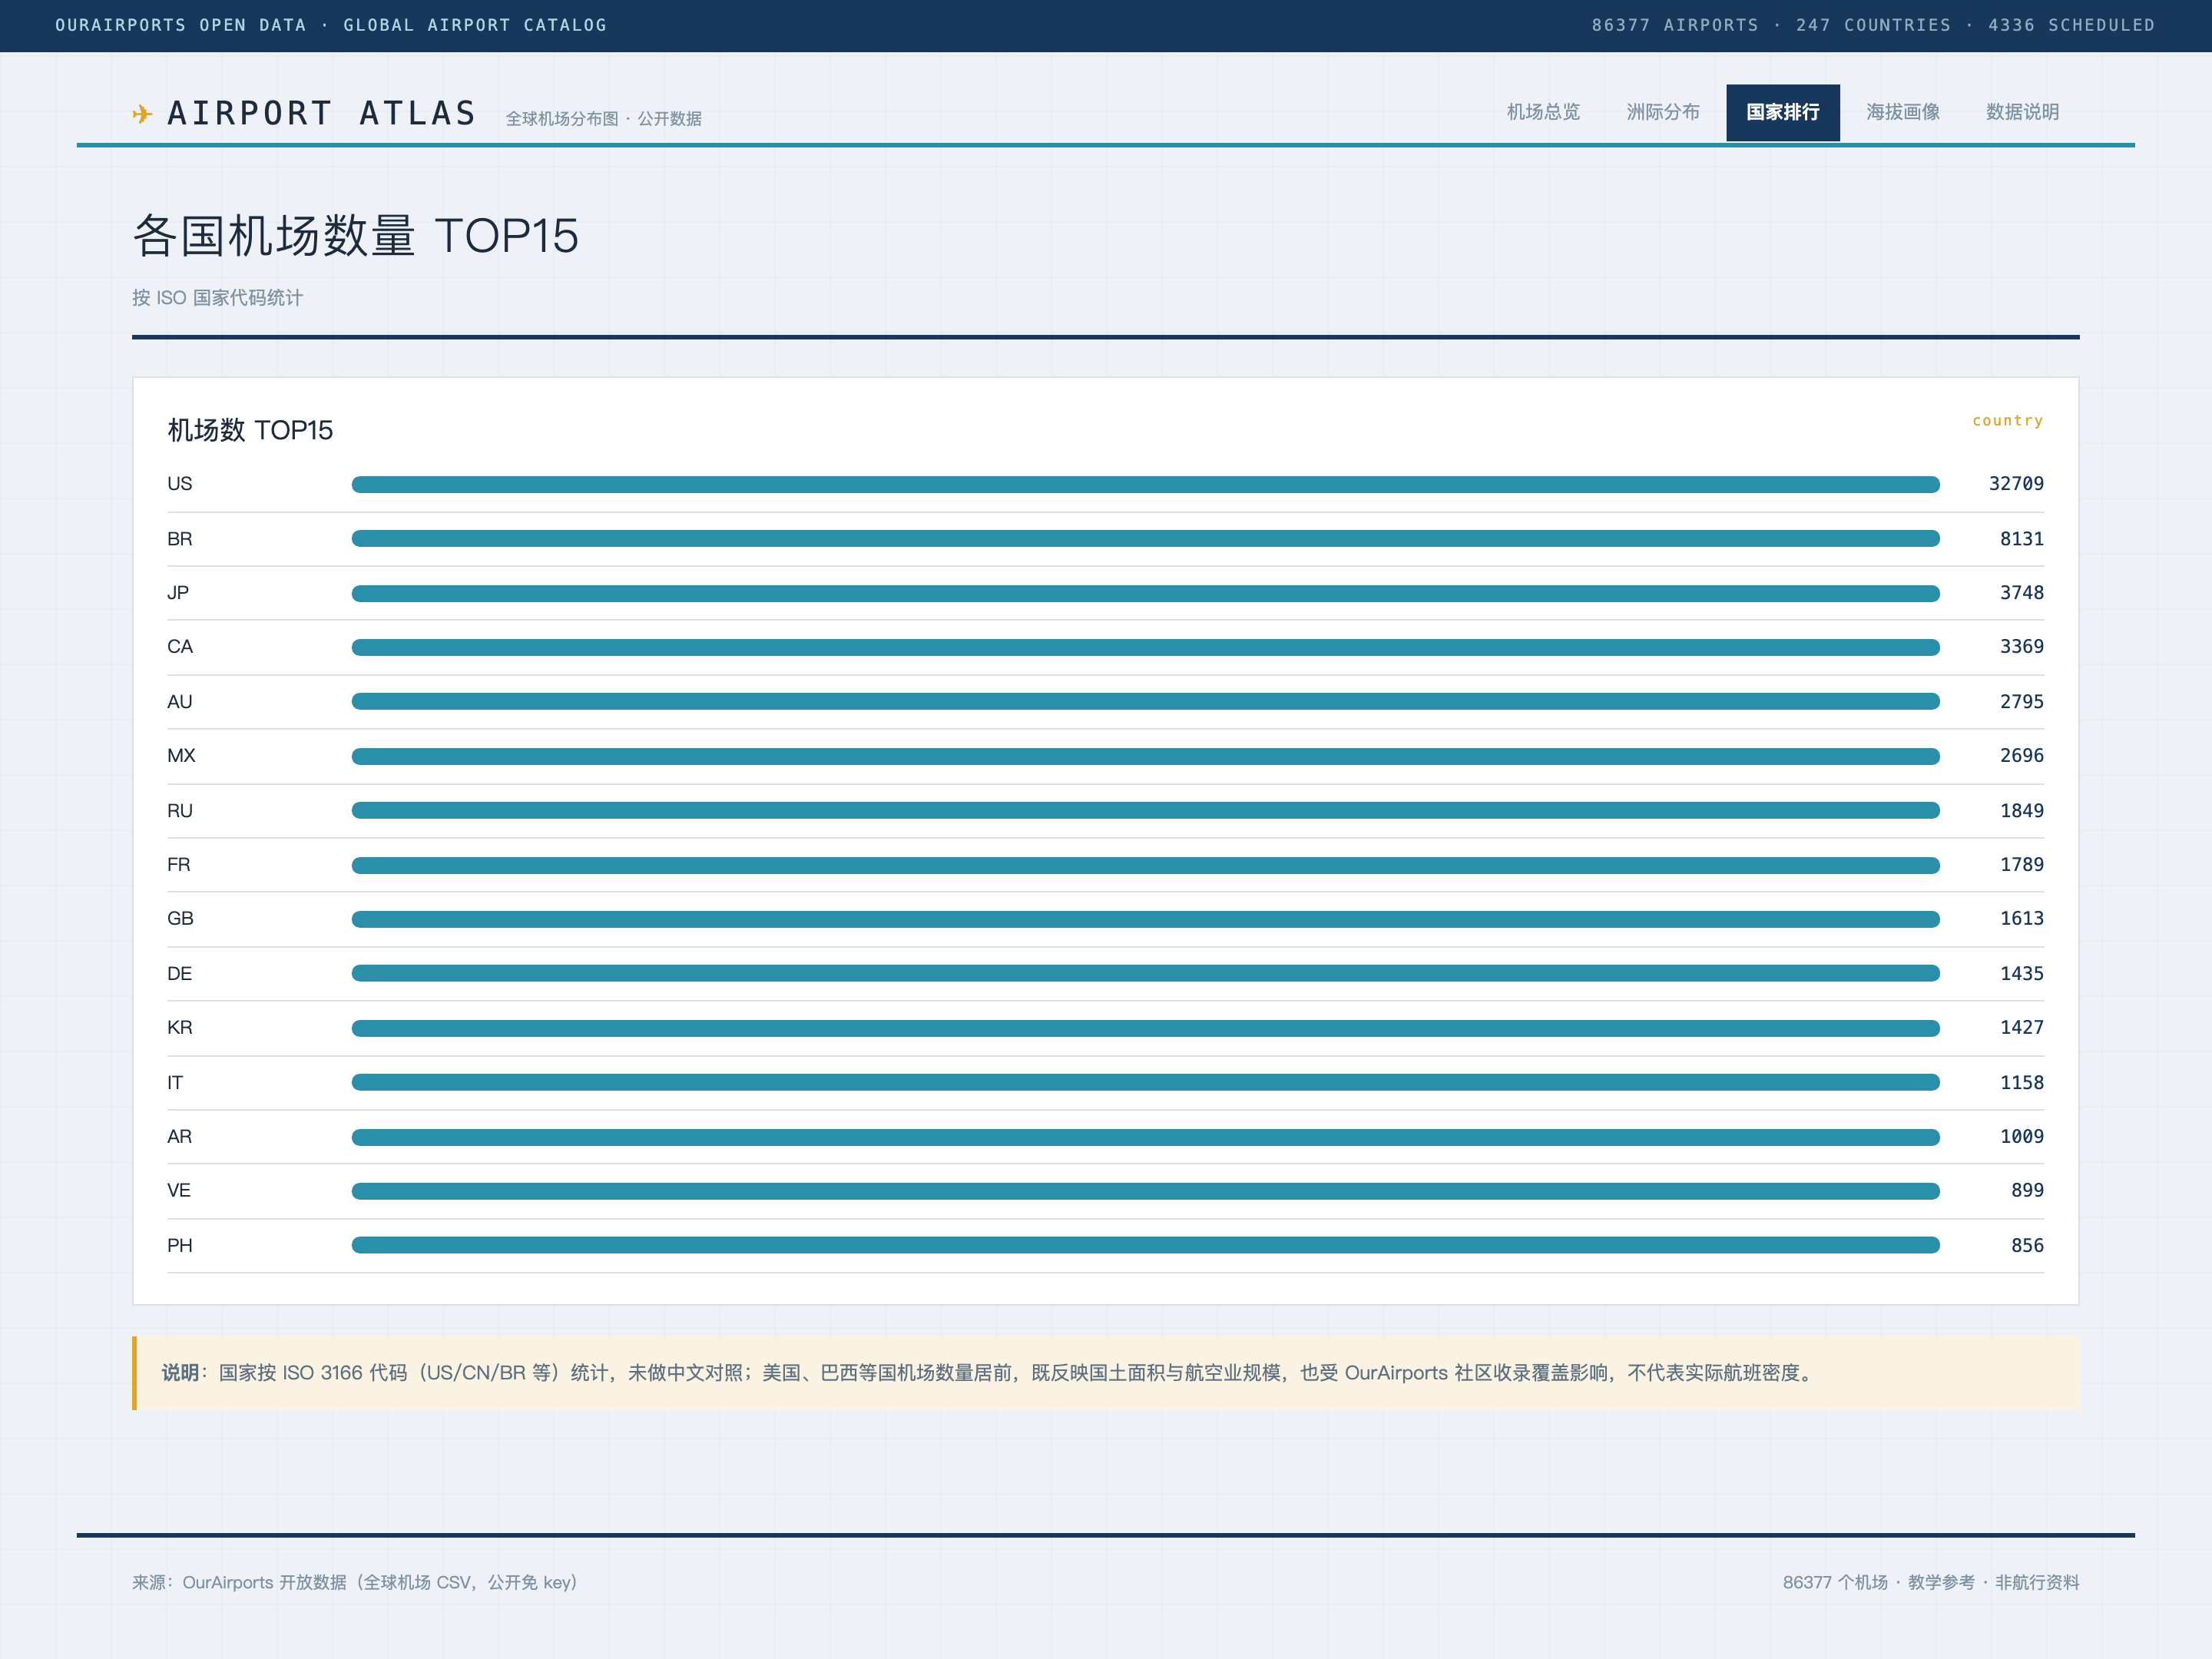 OURAIRPORTS OPEN DATA · GLOBAL AIRPORT CATALOG
86377 AIRPORTS · 247 COUNTRIES · 4336 SCHEDULED
✈ AIRPORT ATLAS 全球机场分布图 · 公开数据
机场总览 洲际分布 国家排行 海拔画像 数据说明
各国机场数量 TOP15
按 ISO 国家代码统计
机场数 TOP15
country
US 32709
BR 8131
JP 3748
CA 3369
AU 2795
MX 2696
RU 1849
FR 1789
GB 1613
DE 1435
KR 1427
IT 1158
AR 1009
VE 899
PH 856
说明：国家按 ISO 3166 代码（US/CN/BR 等）统计，未做中文对照；美国、巴西等国机场数量居前，既反映国土面积与航空业规模，也受 OurAirports 社区收录覆盖影响，不代表实际航班密度。
来源：OurAirports 开放数据（全球机场 CSV，公开免 key）
86377 个机场 · 教学参考 · 非航行资料